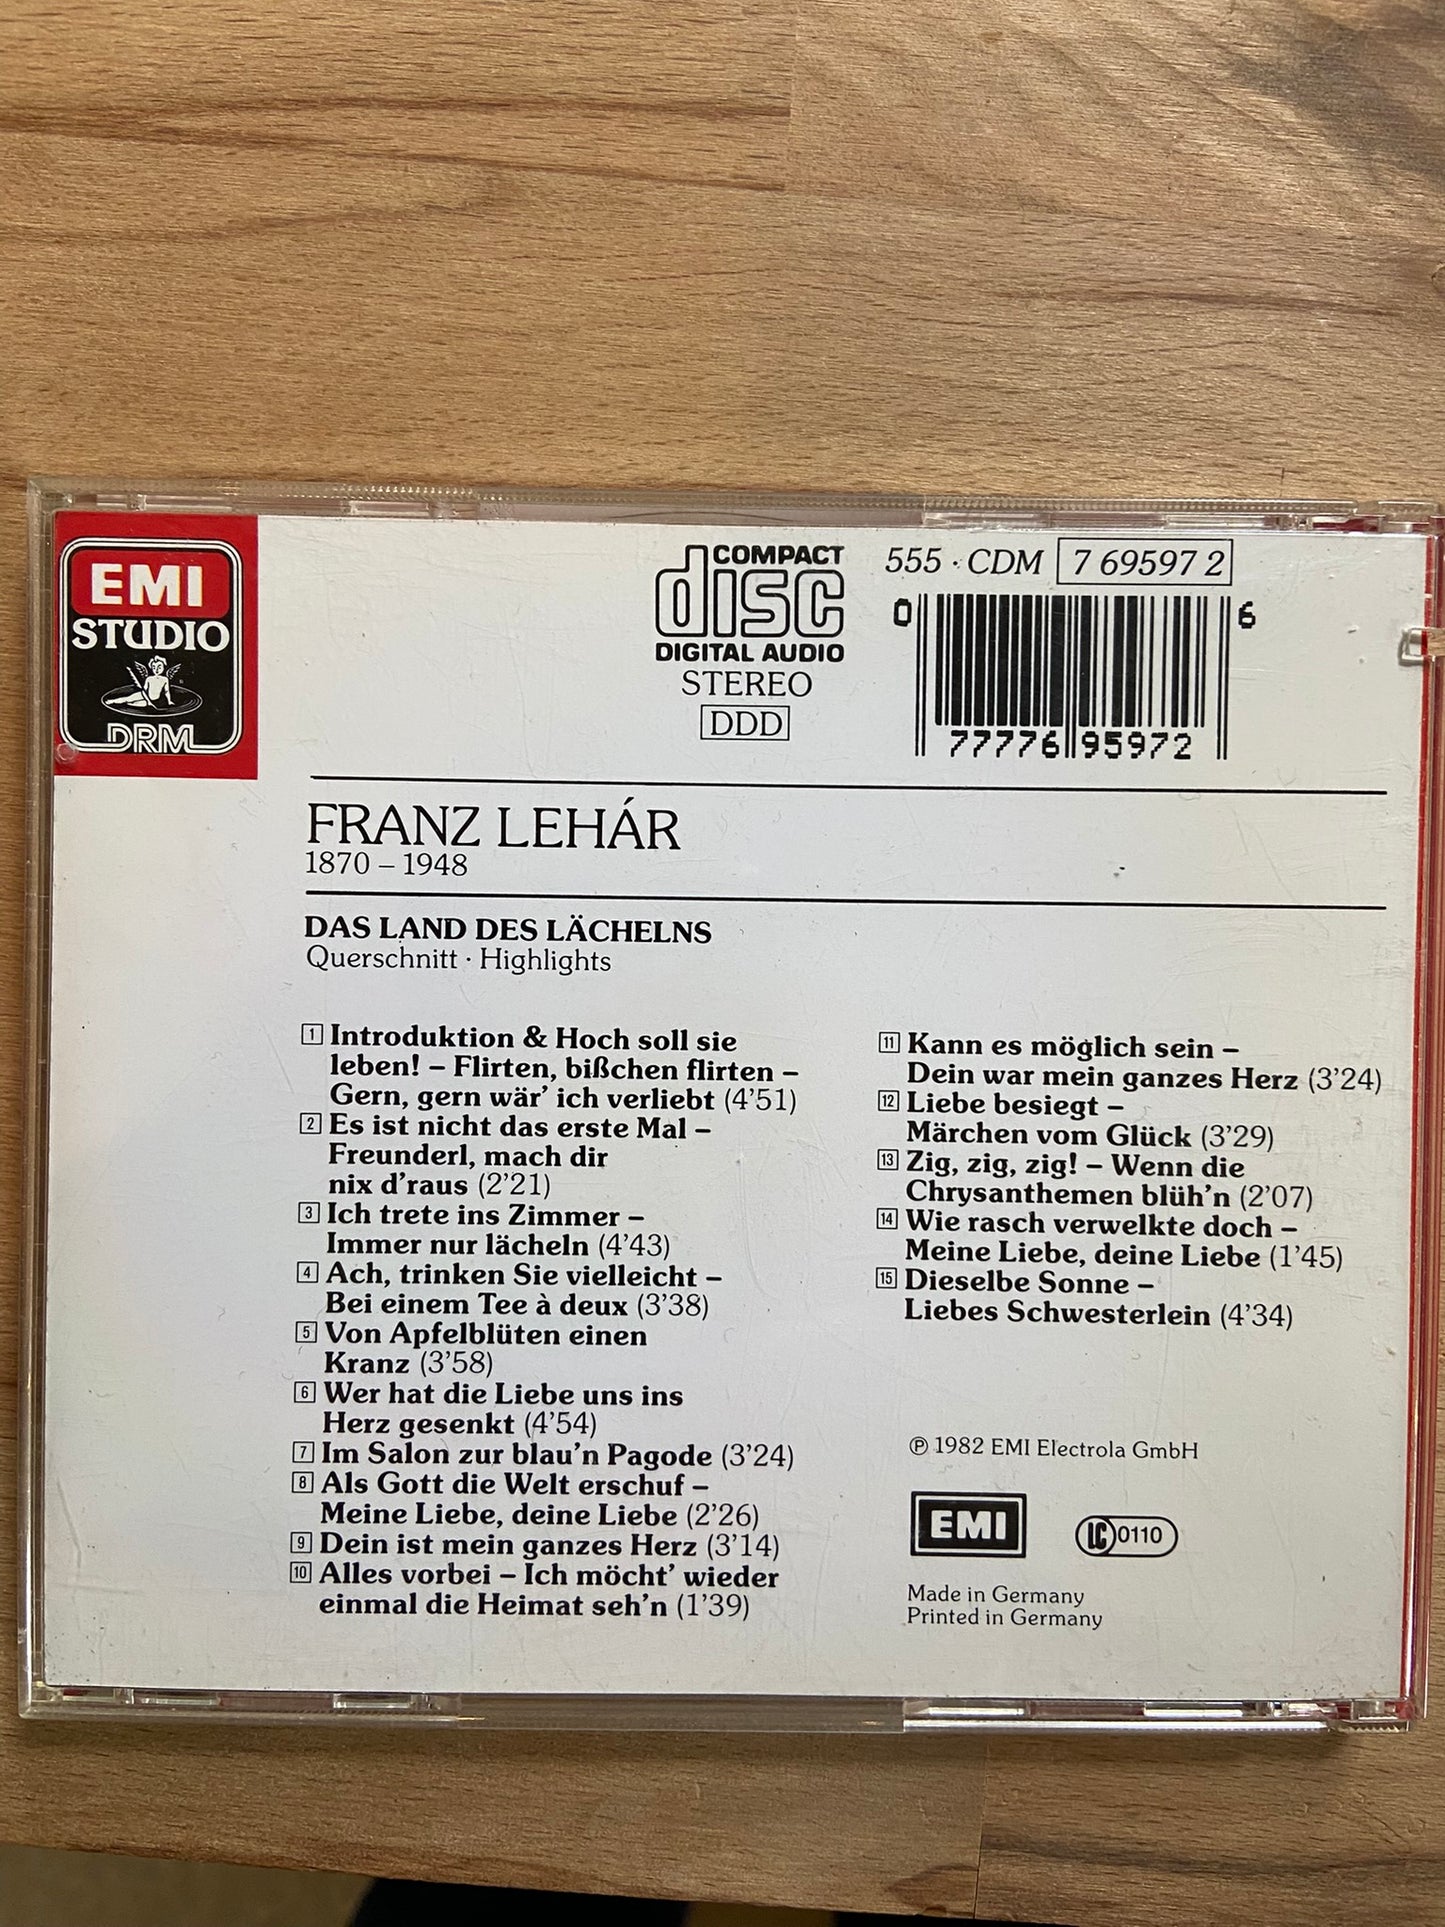 EMI
STUDIO
DRM
COMPACT
disc
DIGITAL AUDIO
STEREO
DDD
555 · CDM 7 69597 2
0 77776 95972 6
FRANZ LEHÁR
1870 – 1948
DAS LAND DES LÄCHELNS
Querschnitt · Highlights
1 Introduktion & Hoch soll sie
leben! – Flirten, bißchen flirten –
Gern, gern wär' ich verliebt (4'51)
2 Es ist nicht das erste Mal –
Freunderl, mach dir
nix d'raus (2'21)
3 Ich trete ins Zimmer –
Immer nur lächeln (4'43)
4 Ach, trinken Sie vielleicht –
Bei einem Tee à deux (3'38)
5 Von Apfelblüten einen
Kranz (3'58)
6 Wer hat die Liebe uns ins
Herz gesenkt (4'54)
7 Im Salon zur blau'n Pagode (3'24)
8 Als Gott die Welt erschuf –
Meine Liebe, deine Liebe (2'26)
9 Dein ist mein ganzes Herz (3'14)
10 Alles vorbei – Ich möcht' wieder
einmal die Heimat seh'n (1'39)
11 Kann es möglich sein –
Dein war mein ganzes Herz (3'24)
12 Liebe besiegt –
Märchen vom Glück (3'29)
13 Zig, zig, zig! – Wenn die
Chrysanthemen blüh'n (2'07)
14 Wie rasch verwelkte doch –
Meine Liebe, deine Liebe (1'45)
15 Dieselbe Sonne –
Liebes Schwesterlein (4'34)
℗ 1982 EMI Electrola GmbH
EMI
LC 0110
Made in Germany
Printed in Germany